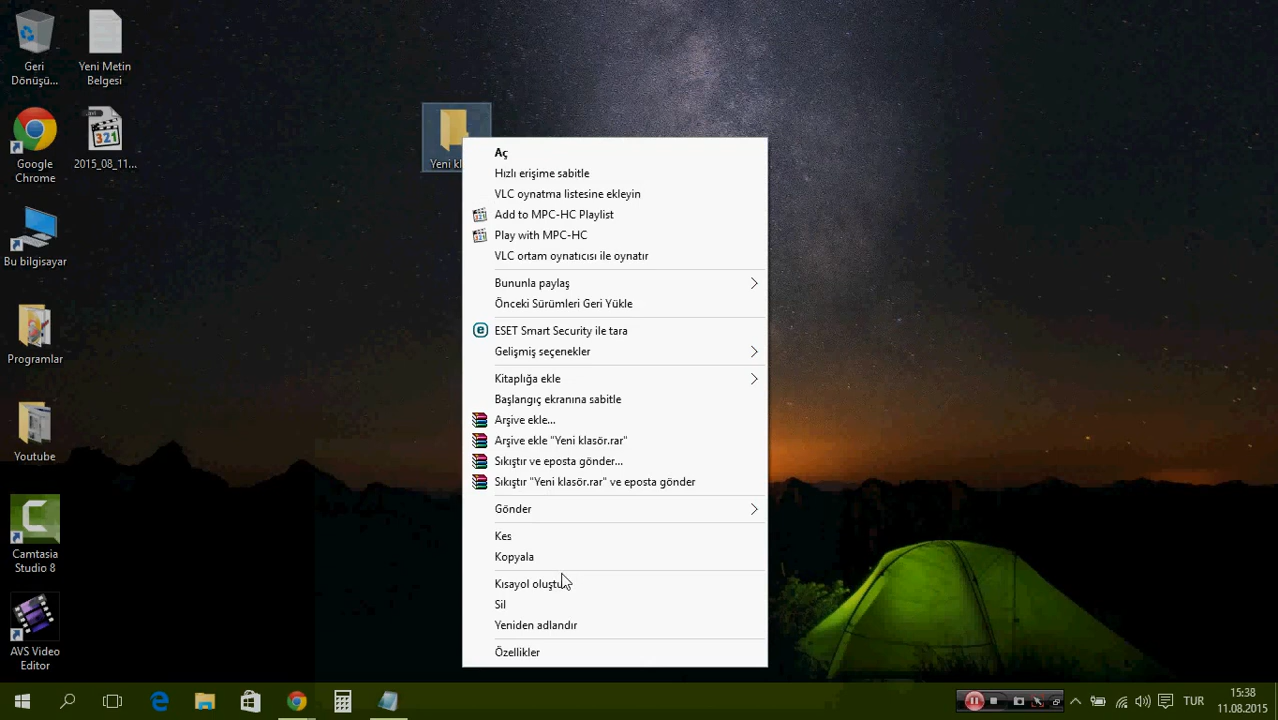 Geri
Dönüşü...
Yeni Metin
Belgesi
Google
Chrome
2015_08_11...
Bu bilgisayar
Programlar
Youtube
Camtasia
Studio 8
AVS Video
Editor
Yeni
Aç
Hızlı erişime sabitle
VLC oynatma listesine ekleyin
Add to MPC-HC Playlist
Play with MPC-HC
VLC ortam oynatıcısı ile oynatır
Bununla paylaş
Önceki Sürümleri Geri Yükle
ESET Smart Security ile tara
Gelişmiş seçenekler
Kitaplığa ekle
Başlangıç ekranına sabitle
Arşive ekle...
Arşive ekle "Yeni klasör.rar"
Sıkıştır ve eposta gönder...
Sıkıştır "Yeni klasör.rar" ve eposta gönder
Gönder
Kes
Kopyala
Kısayol oluştur
Sil
Yeniden adlandır
Özellikler
TUR
15:38
11.08.2015